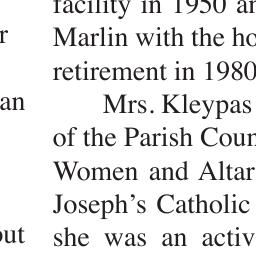 r
an
out
facility in 1950 an
Marlin with the ho
retirement in 1980
Mrs. Kleypas
of the Parish Coun
Women and Altar
Joseph's Catholic
she was an activ